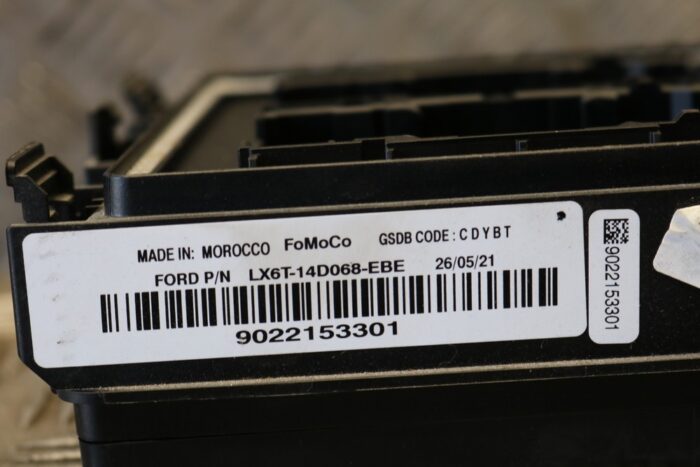 MADE IN: MOROCCO FoMoCo GSDB CODE: CDYBT
FORD P/N LX6T-14D068-EBE 26/05/21
9022153301
9022153301